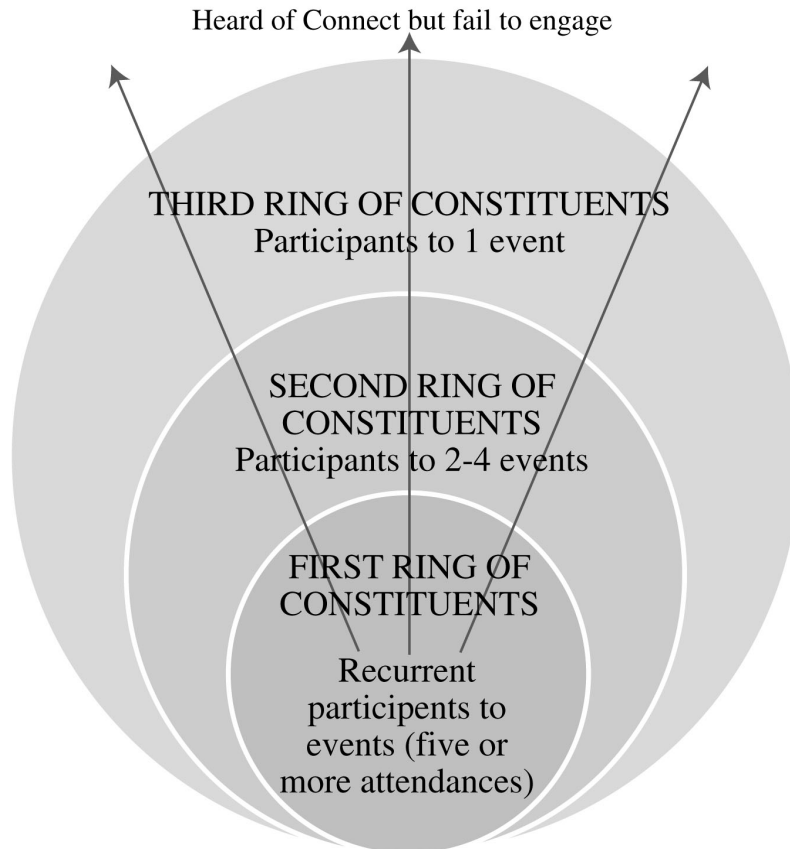 Heard of Connect but fail to engage
THIRD RING OF CONSTITUENTS
Participants to 1 event
SECOND RING OF
CONSTITUENTS
Participants to 2-4 events
FIRST RING OF
CONSTITUENTS
Recurrent
participents to
events (five or
more attendances)